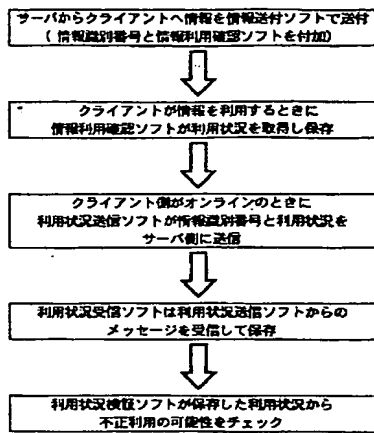 サーバからクライアントへ情報を情報送付ソフトで送付
(情報識別番号と情報利用確認ソフトを付加)
クライアントが情報を利用するときに
情報利用確認ソフトが利用状況を取得し保存
クライアント側がオンラインのときに
利用状況送信ソフトが情報識別番号と利用状況を
サーバ側に送信
利用状況受信ソフトは利用状況送信ソフトからの
メッセージを受信して保存
利用状況検証ソフトが保存した利用状況から
不正利用の可能性をチェック